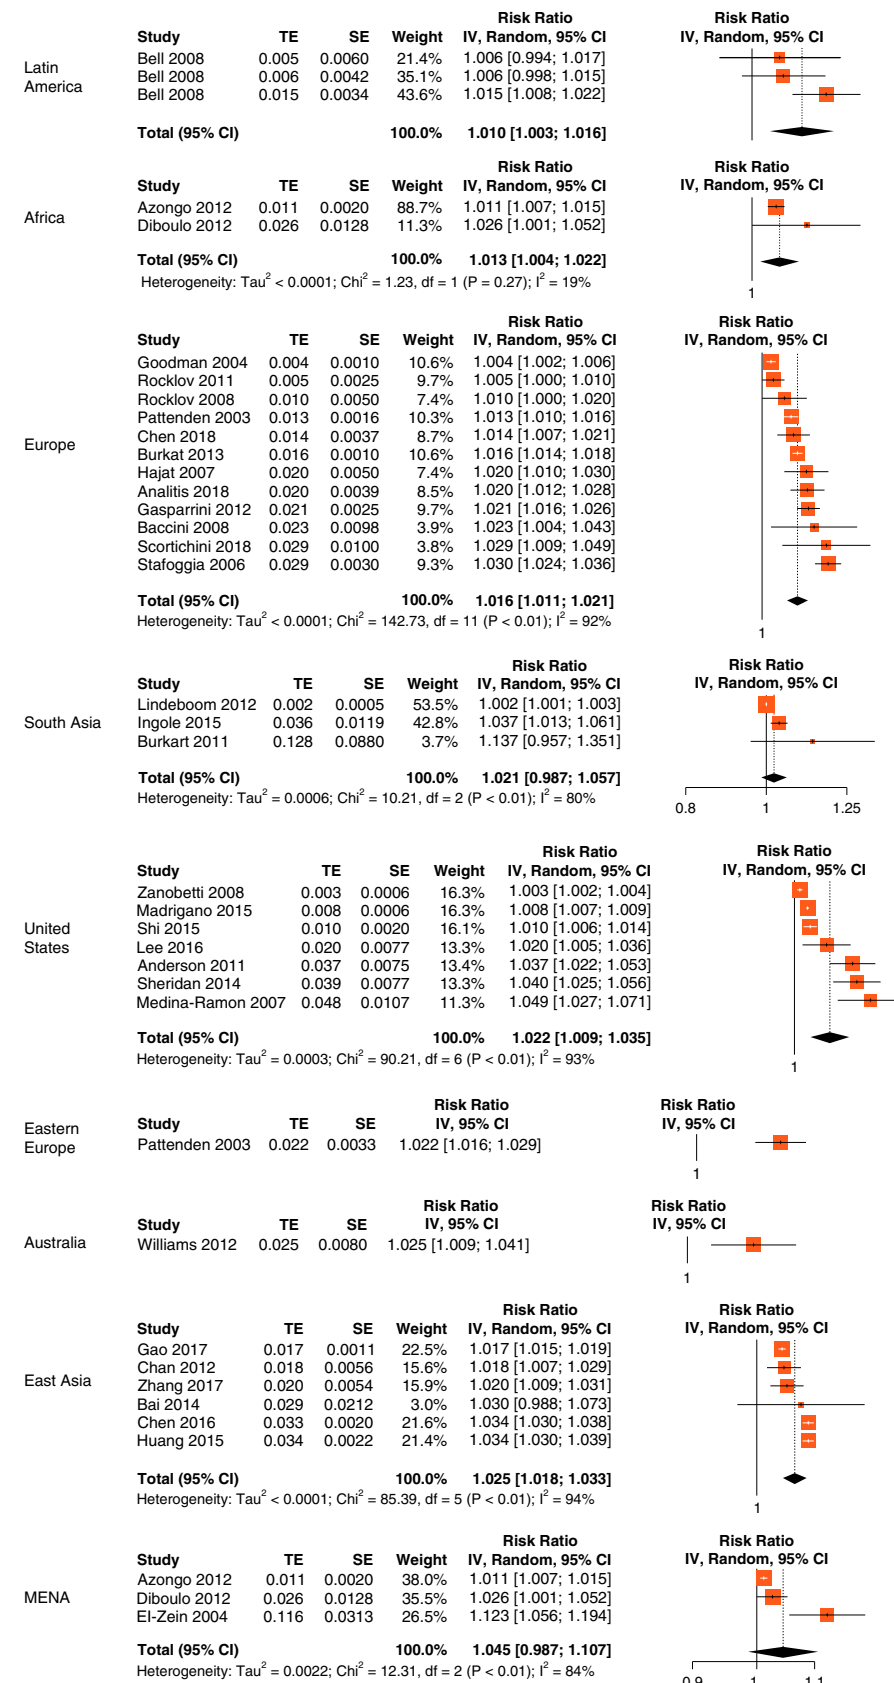 Latin
America
Risk Ratio Risk Ratio
Study TE SE Weight IV, Random, 95% CI IV, Random, 95% CI
Bell 2008 0.005 0.0060 21.4% 1.006 [0.994; 1.017]
Bell 2008 0.006 0.0042 35.1% 1.006 [0.998; 1.015]
Bell 2008 0.015 0.0034 43.6% 1.015 [1.008; 1.022]
Total (95% CI) 100.0% 1.010 [1.003; 1.016]
Africa
Risk Ratio Risk Ratio
Study TE SE Weight IV, Random, 95% CI IV, Random, 95% CI
Azongo 2012 0.011 0.0020 88.7% 1.011 [1.007; 1.015]
Diboulo 2012 0.026 0.0128 11.3% 1.026 [1.001; 1.052]
Total (95% CI) 100.0% 1.013 [1.004; 1.022]
Heterogeneity: Tau² < 0.0001; Chi² = 1.23, df = 1 (P = 0.27); I² = 19%
1
Europe
Risk Ratio Risk Ratio
Study TE SE Weight IV, Random, 95% CI IV, Random, 95% CI
Goodman 2004 0.004 0.0010 10.6% 1.004 [1.002; 1.006]
Rocklov 2011 0.005 0.0025 9.7% 1.005 [1.000; 1.010]
Rocklov 2008 0.010 0.0050 7.4% 1.010 [1.000; 1.020]
Pattenden 2003 0.013 0.0016 10.3% 1.013 [1.010; 1.016]
Chen 2018 0.014 0.0037 8.7% 1.014 [1.007; 1.021]
Burkat 2013 0.016 0.0010 10.6% 1.016 [1.014; 1.018]
Hajat 2007 0.020 0.0050 7.4% 1.020 [1.010; 1.030]
Analitis 2018 0.020 0.0039 8.5% 1.020 [1.012; 1.028]
Gasparrini 2012 0.021 0.0025 9.7% 1.021 [1.016; 1.026]
Baccini 2008 0.023 0.0098 3.9% 1.023 [1.004; 1.043]
Scortichini 2018 0.029 0.0100 3.8% 1.029 [1.009; 1.049]
Stafoggia 2006 0.029 0.0030 9.3% 1.030 [1.024; 1.036]
Total (95% CI) 100.0% 1.016 [1.011; 1.021]
Heterogeneity: Tau² < 0.0001; Chi² = 142.73, df = 11 (P < 0.01); I² = 92%
1
South Asia
Risk Ratio Risk Ratio
Study TE SE Weight IV, Random, 95% CI IV, Random, 95% CI
Lindeboom 2012 0.002 0.0005 53.5% 1.002 [1.001; 1.003]
Ingole 2015 0.036 0.0119 42.8% 1.037 [1.013; 1.061]
Burkart 2011 0.128 0.0880 3.7% 1.137 [0.957; 1.351]
Total (95% CI) 100.0% 1.021 [0.987; 1.057]
Heterogeneity: Tau² = 0.0006; Chi² = 10.21, df = 2 (P < 0.01); I² = 80%
0.8 1 1.25
United
States
Risk Ratio Risk Ratio
Study TE SE Weight IV, Random, 95% CI IV, Random, 95% CI
Zanobetti 2008 0.003 0.0006 16.3% 1.003 [1.002; 1.004]
Madrigano 2015 0.008 0.0006 16.3% 1.008 [1.007; 1.009]
Shi 2015 0.010 0.0020 16.1% 1.010 [1.006; 1.014]
Lee 2016 0.020 0.0077 13.3% 1.020 [1.005; 1.036]
Anderson 2011 0.037 0.0075 13.4% 1.037 [1.022; 1.053]
Sheridan 2014 0.039 0.0077 13.3% 1.040 [1.025; 1.056]
Medina-Ramon 2007 0.048 0.0107 11.3% 1.049 [1.027; 1.071]
Total (95% CI) 100.0% 1.022 [1.009; 1.035]
Heterogeneity: Tau² = 0.0003; Chi² = 90.21, df = 6 (P < 0.01); I² = 93%
1
Eastern
Europe
Risk Ratio Risk Ratio
Study TE SE IV, 95% CI IV, 95% CI
Pattenden 2003 0.022 0.0033 1.022 [1.016; 1.029]
1
Australia
Risk Ratio Risk Ratio
Study TE SE IV, 95% CI IV, 95% CI
Williams 2012 0.025 0.0080 1.025 [1.009; 1.041]
1
East Asia
Risk Ratio Risk Ratio
Study TE SE Weight IV, Random, 95% CI IV, Random, 95% CI
Gao 2017 0.017 0.0011 22.5% 1.017 [1.015; 1.019]
Chan 2012 0.018 0.0056 15.6% 1.018 [1.007; 1.029]
Zhang 2017 0.020 0.0054 15.9% 1.020 [1.009; 1.031]
Bai 2014 0.029 0.0212 3.0% 1.030 [0.988; 1.073]
Chen 2016 0.033 0.0020 21.6% 1.034 [1.030; 1.038]
Huang 2015 0.034 0.0022 21.4% 1.034 [1.030; 1.039]
Total (95% CI) 100.0% 1.025 [1.018; 1.033]
Heterogeneity: Tau² < 0.0001; Chi² = 85.39, df = 5 (P < 0.01); I² = 94%
1
MENA
Risk Ratio Risk Ratio
Study TE SE Weight IV, Random, 95% CI IV, Random, 95% CI
Azongo 2012 0.011 0.0020 38.0% 1.011 [1.007; 1.015]
Diboulo 2012 0.026 0.0128 35.5% 1.026 [1.001; 1.052]
El-Zein 2004 0.116 0.0313 26.5% 1.123 [1.056; 1.194]
Total (95% CI) 100.0% 1.045 [0.987; 1.107]
Heterogeneity: Tau² = 0.0022; Chi² = 12.31, df = 2 (P < 0.01); I² = 84%
0.9 1 1.1